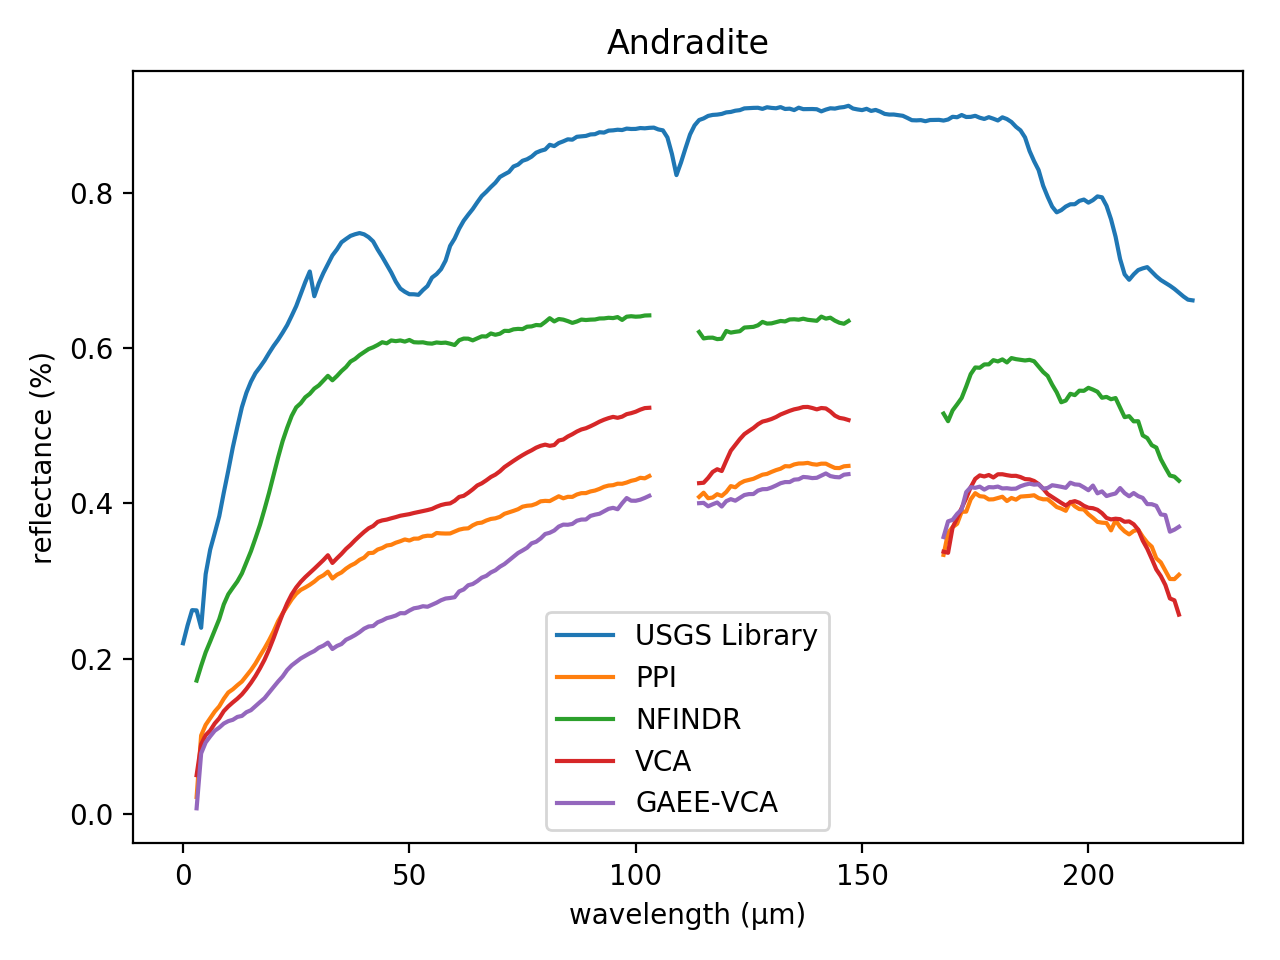 Andradite
reflectance (%)
0.8
0.6
0.4
0.2
0.0
USGS Library
PPI
NFINDR
VCA
GAEE-VCA
0 50 100 150 200
wavelength (μm)